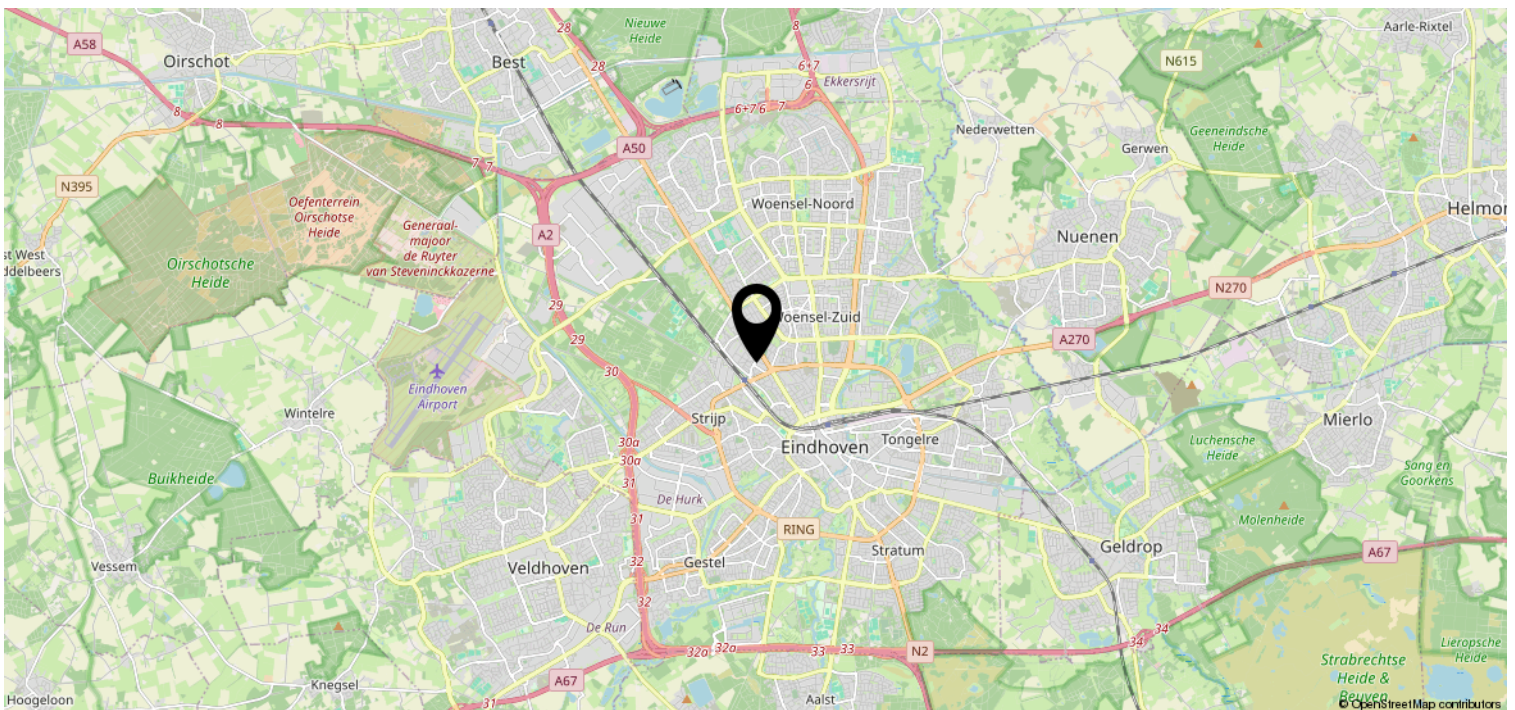 28
Nieuwe
Heide
8
Aarle-Rixtel
A58
Oirschot
Best
28
6+7
N615
6
Ekkersrijt
6+7 6
7
8
8
A50
Nederwetten
Geeneindsche
Heide
Gerwen
7
7
N395
Oefenterrein
Oirschotse
Heide
Woensel-Noord
Helmon
Generaal-
majoor
de Ruyter
van Steveninckkazerne
A2
Nuenen
st West
ddelbeers
Oirschotsche
Heide
N270
29
oensel-Zuid
29
A270
30
Eindhoven
Airport
Wintelre
Strijp
Mierlo
Eindhoven
Tongelre
30a
30a
Luchensche
Heide
Buikheide
31
Sang en
Goorkens
De Hurk
31
Molenheide
RING
Stratum
Geldrop
A67
Vessem
Veldhoven
32
Gestel
32
De Run
34
34
32a
32a
33
33
N2
Lieropsche
Heide
Strabrechtse
Heide &
Beuven
A67
Knegsel
Hoogeloon
31
Aalst
© OpenStreetMap contributors